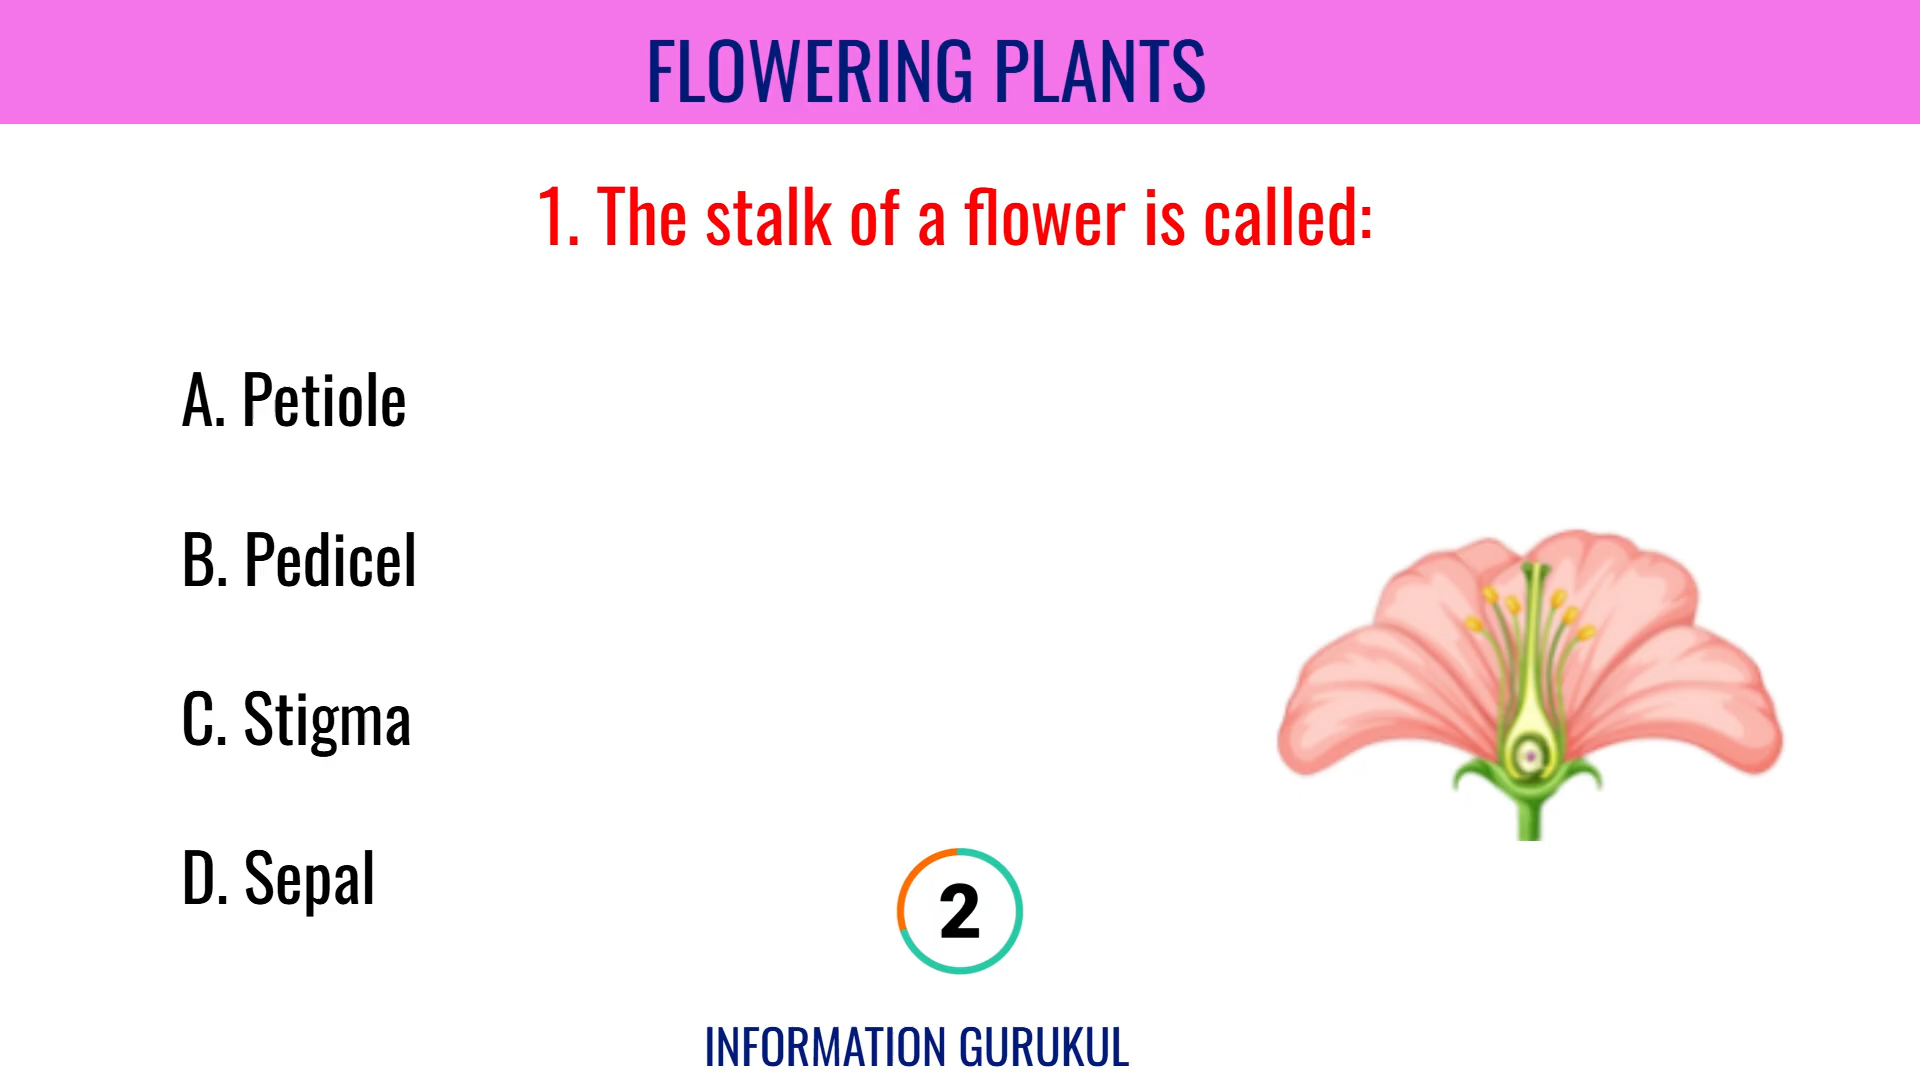 FLOWERING PLANTS
1. The stalk of a flower is called:
A. Petiole
B. Pedicel
C. Stigma
D. Sepal
2
INFORMATION GURUKUL